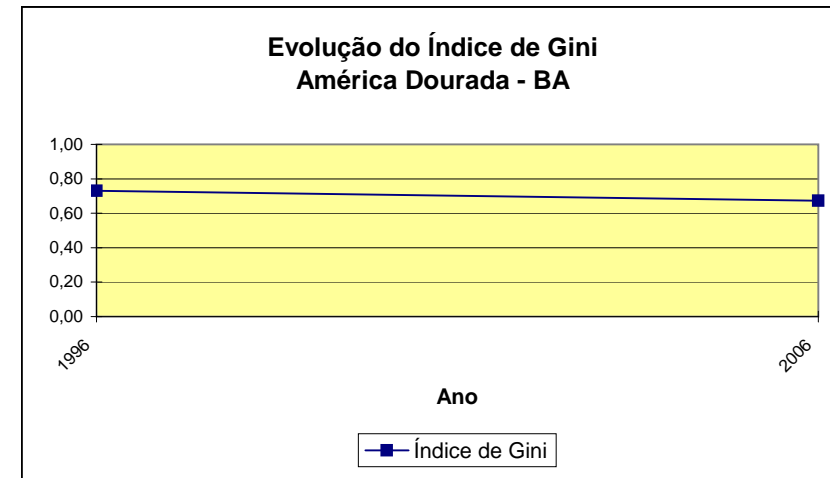 Evolução do Índice de Gini
América Dourada - BA
1,00
0,80
0,60
0,40
0,20
0,00
1996
2006
Ano
Índice de Gini